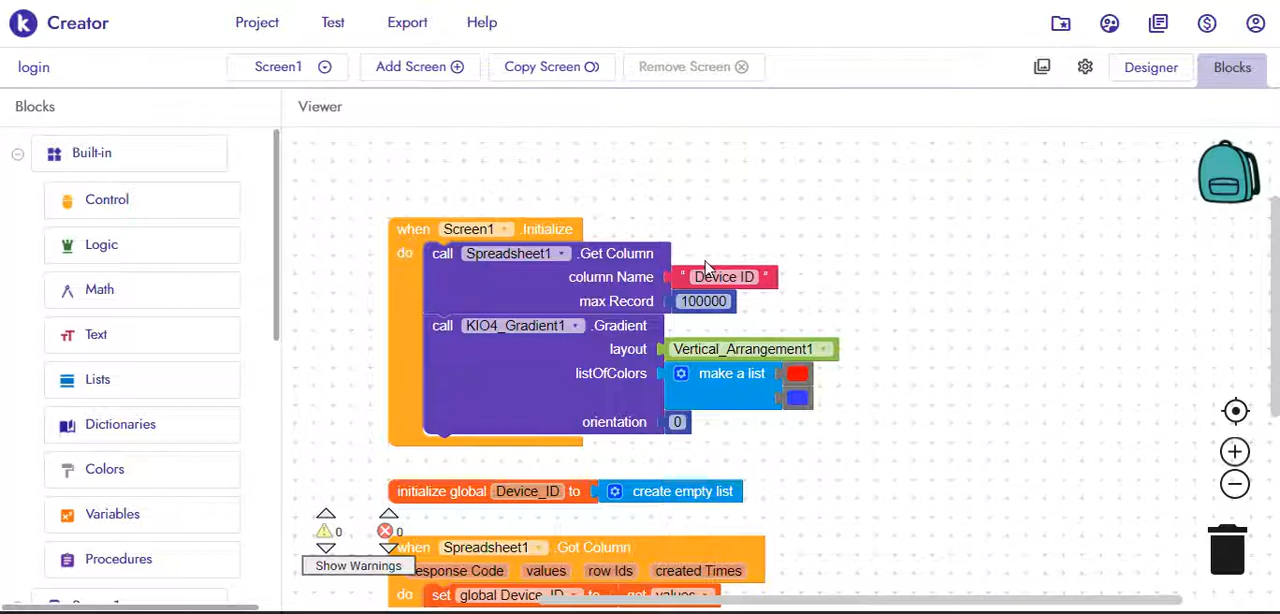 Creator Project Test Export Help
login Screen1 Add Screen Copy Screen Remove Screen Designer Blocks
Blocks Viewer
Built-in
Control
Logic
Math
Text
Lists
Dictionaries
Colors
Variables
Procedures
when Screen1 .Initialize
do call Spreadsheet1 .Get Column
column Name " Device ID "
max Record 100000
call KIO4_Gradient1 .Gradient
layout Vertical_Arrangement1
listOfColors make a list
orientation 0
initialize global Device_ID to create empty list
0 0
Show Warnings
when Spreadsheet1 .Got Column
response Code values row Ids created Times
do set global Device_ID to get values